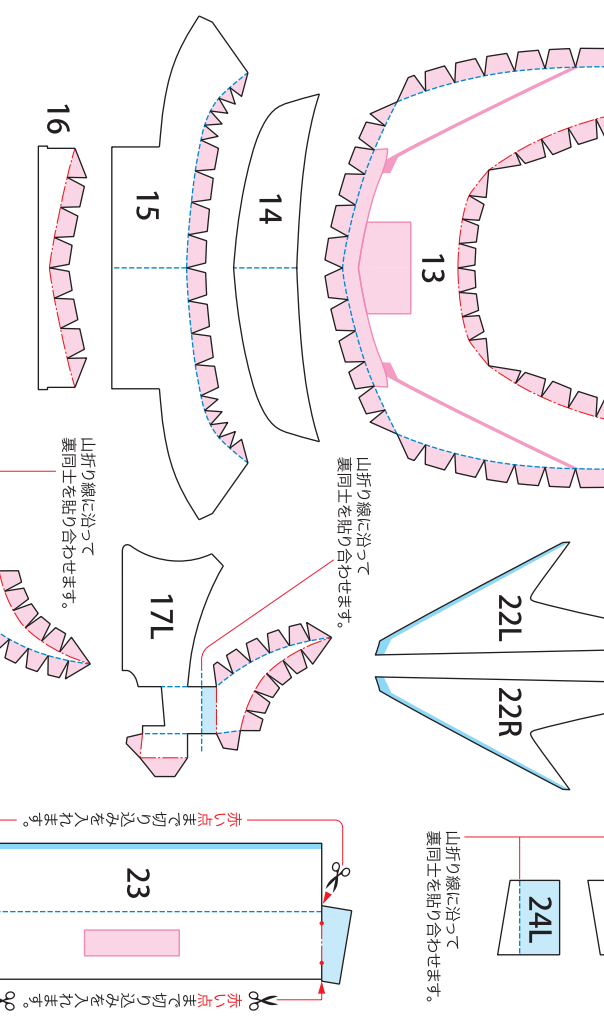 13
14
15
16
山折り線に沿って
裏同士を貼り合わせます。
山折り線に沿って
裏同士を貼り合わせます。
17L
22L
22R
山折り線に沿って
裏同士を貼り合わせます。
24L
赤い点まで切り込みを入れます。
23
赤い点まで切り込みを入れます。